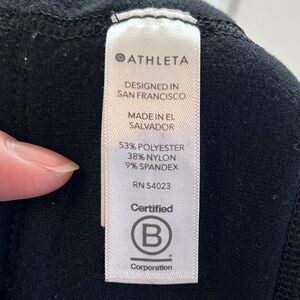 ATHLETA
DESIGNED IN
SAN FRANCISCO
MADE IN EL
SALVADOR
53% POLYESTER
38% NYLON
9% SPANDEX
RN 54023
Certified
B
Corporation